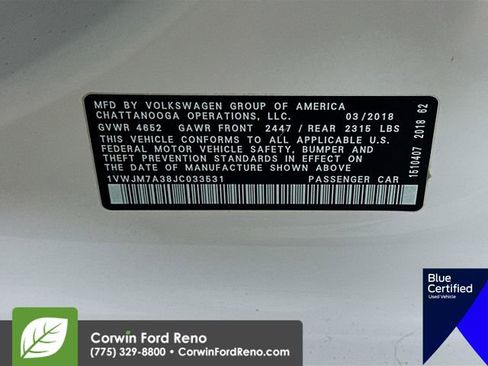 MFD BY VOLKSWAGEN GROUP OF AMERICA
CHATTANOOGA OPERATIONS, LLC. 03/2018
GVWR 4652 GAWR FRONT 2447 / REAR 2315 LBS
THIS VEHICLE CONFORMS TO ALL APPLICABLE U.S.
FEDERAL MOTOR VEHICLE SAFETY, BUMPER AND
THEFT PREVENTION STANDARDS IN EFFECT ON
THE DATE OF MANUFACTURE SHOWN ABOVE
1VWJM7A38JC033531 PASSENGER CAR
1510407 2018 62
Blue
Certified
Used Vehicle
Corwin Ford Reno
(775) 329-8800 • CorwinFordReno.com